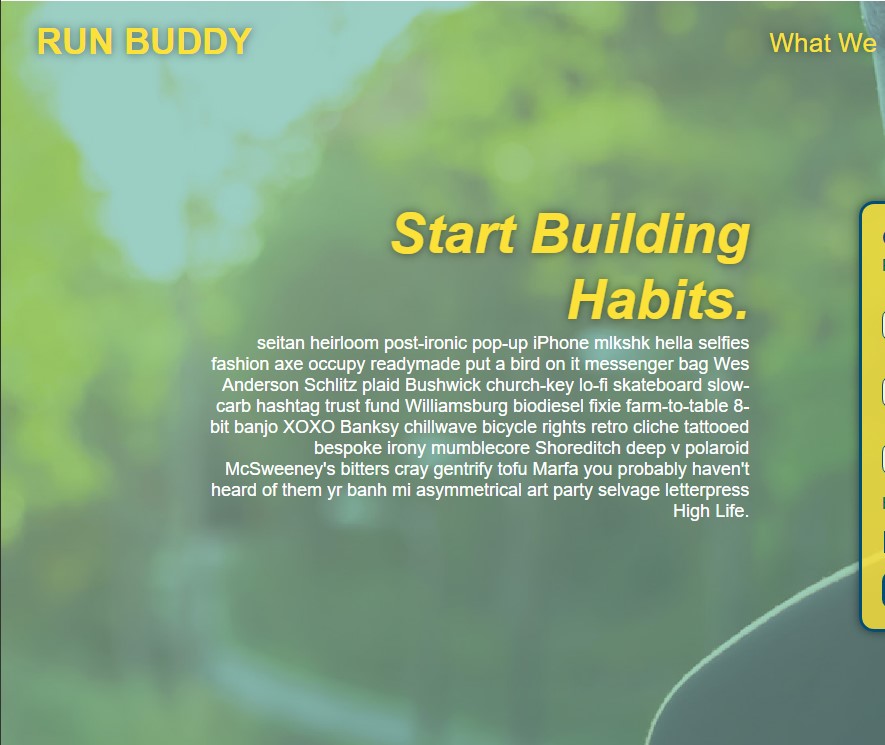 RUN BUDDY
What We
Start Building
Habits.
seitan heirloom post-ironic pop-up iPhone mlkshk hella selfies
fashion axe occupy readymade put a bird on it messenger bag Wes
Anderson Schlitz plaid Bushwick church-key lo-fi skateboard slow-
carb hashtag trust fund Williamsburg biodiesel fixie farm-to-table 8-
bit banjo XOXO Banksy chillwave bicycle rights retro cliche tattooed
bespoke irony mumblecore Shoreditch deep v polaroid
McSweeney's bitters cray gentrify tofu Marfa you probably haven't
heard of them yr banh mi asymmetrical art party selvage letterpress
High Life.